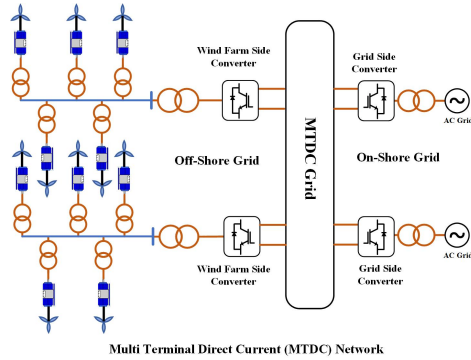 Wind Farm Side
Converter
Grid Side
Converter
AC Grid
Off-Shore Grid
MTDC Grid
On-Shore Grid
Wind Farm Side
Converter
Grid Side
Converter
AC Grid
Multi Terminal Direct Current (MTDC) Network